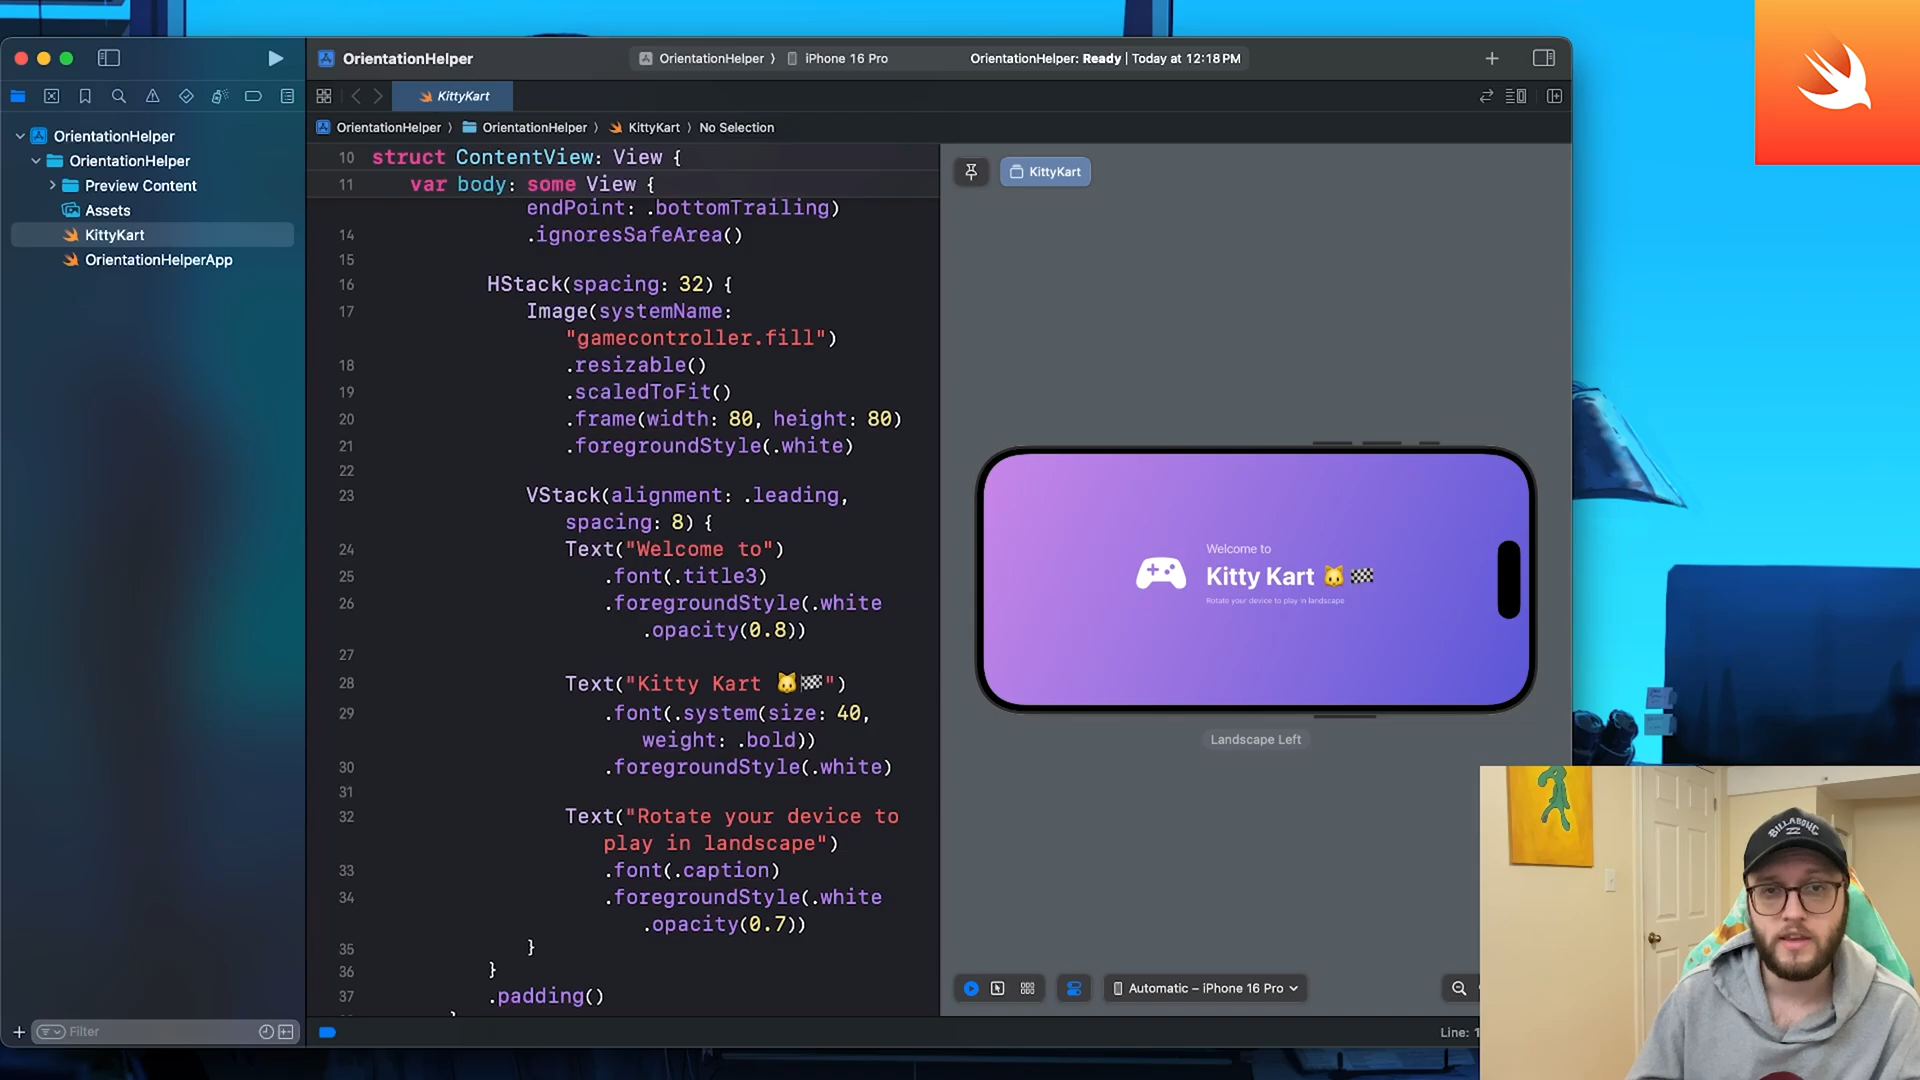 OrientationHelper
OrientationHelper 〉 iPhone 16 Pro
OrientationHelper: Ready | Today at 12:18 PM
KittyKart
OrientationHelper 〉 OrientationHelper 〉 KittyKart 〉 No Selection
OrientationHelper
OrientationHelper
Preview Content
Assets
KittyKart
OrientationHelperApp
Filter
10 struct ContentView: View {
11 var body: some View {
endPoint: .bottomTrailing)
14 .ignoresSafeArea()
15
16 HStack(spacing: 32) {
17 Image(systemName:
"gamecontroller.fill")
18 .resizable()
19 .scaledToFit()
20 .frame(width: 80, height: 80)
21 .foregroundStyle(.white)
22
23 VStack(alignment: .leading,
spacing: 8) {
24 Text("Welcome to")
25 .font(.title3)
26 .foregroundStyle(.white
.opacity(0.8))
27
28 Text("Kitty Kart 🐱🏁")
29 .font(.system(size: 40,
weight: .bold))
30 .foregroundStyle(.white)
31
32 Text("Rotate your device to
play in landscape")
33 .font(.caption)
34 .foregroundStyle(.white
.opacity(0.7))
35 }
36 }
37 .padding()
KittyKart
Welcome to
Kitty Kart 🐱🏁
Rotate your device to play in landscape
Landscape Left
Automatic – iPhone 16 Pro
Line:
BILLABONG